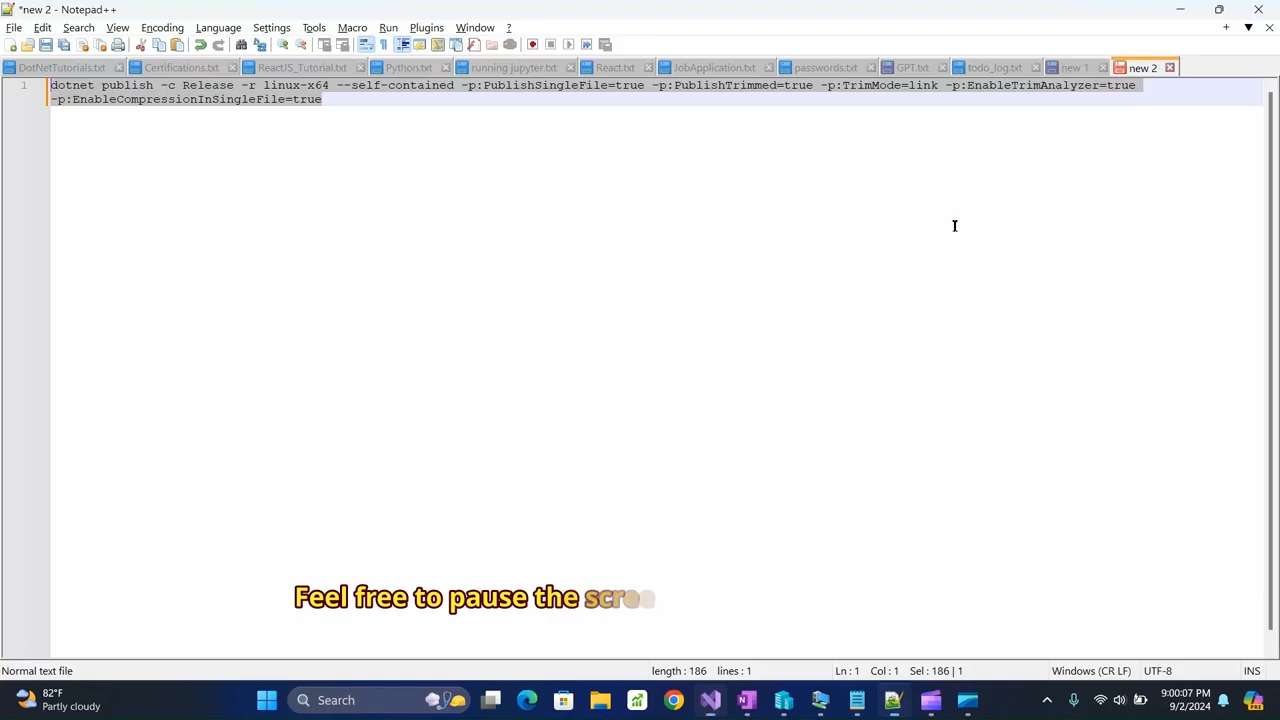 *new 2 - Notepad++
File Edit Search View Encoding Language Settings Tools Macro Run Plugins Window ?
DotNetTutorials.txt Certifications.txt ReactJS_Tutorial.txt Python.txt running jupyter.txt React.txt JobApplication.txt passwords.txt GPT.txt todo_log.txt new 1 new 2
1 dotnet publish -c Release -r linux-x64 --self-contained -p:PublishSingleFile=true -p:PublishTrimmed=true -p:TrimMode=link -p:EnableTrimAnalyzer=true
-p:EnableCompressionInSingleFile=true
Feel free to pause the scree
Normal text file length : 186 lines : 1 Ln : 1 Col : 1 Sel : 186 | 1 Windows (CR LF) UTF-8 INS
82°F
Partly cloudy
Search
9:00:07 PM
9/2/2024